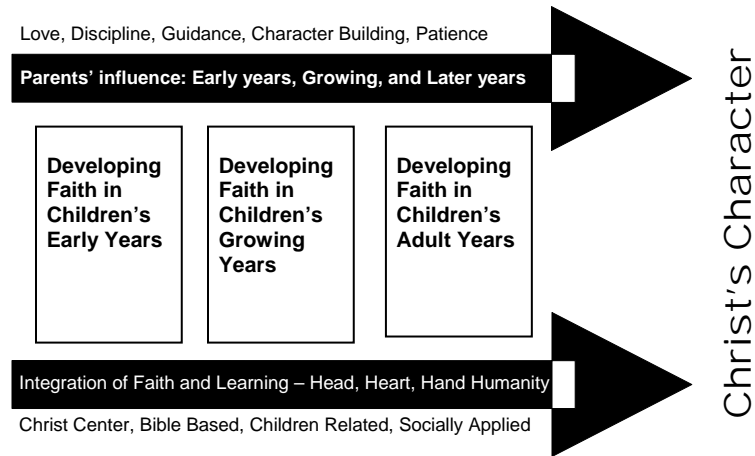 Love, Discipline, Guidance, Character Building, Patience
Parents’ influence: Early years, Growing, and Later years
Developing
Faith in
Children’s
Early Years
Developing
Faith in
Children’s
Growing
Years
Developing
Faith in
Children’s
Adult Years
Integration of Faith and Learning – Head, Heart, Hand Humanity
Christ Center, Bible Based, Children Related, Socially Applied
Christ’s Character